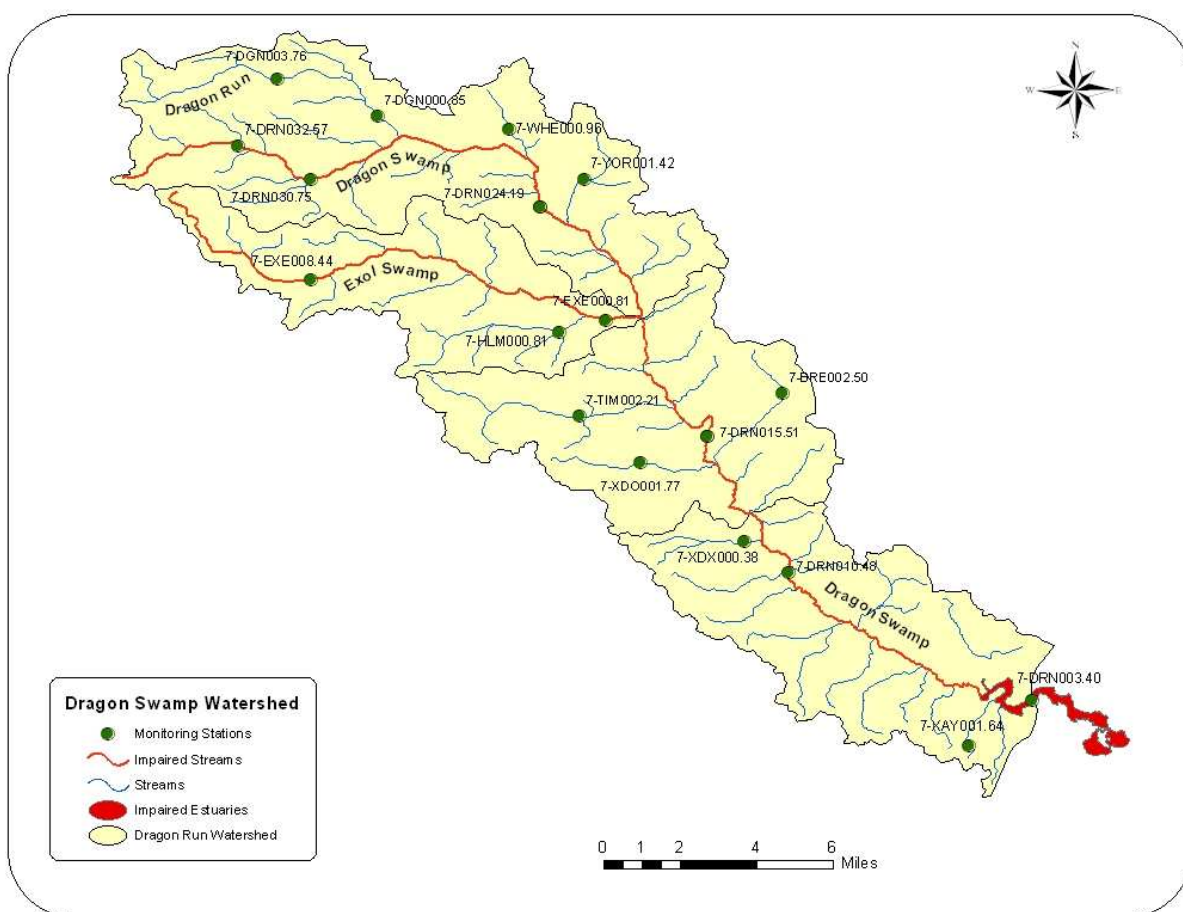 N
W E
S
7-DGN003.76
Dragon Run
7-DGN000.85
7-DRN032.57
7-WHE000.96
7-YOR001.42
Dragon Swamp
7-DRN030.75
7-DRN024.19
7-EXE008.44
Exol Swamp
7-EXE000.81
7-HLM000.81
7-DRE002.50
7-TIM002.21
7-DRN015.51
7-XDO001.77
7-XDX000.38
7-DRN010.48
Dragon Swamp
7-DRN003.40
7-XAY001.64
Dragon Swamp Watershed
Monitoring Stations
Impaired Streams
Streams
Impaired Estuaries
Dragon Run Watershed
0 1 2 4 6
Miles